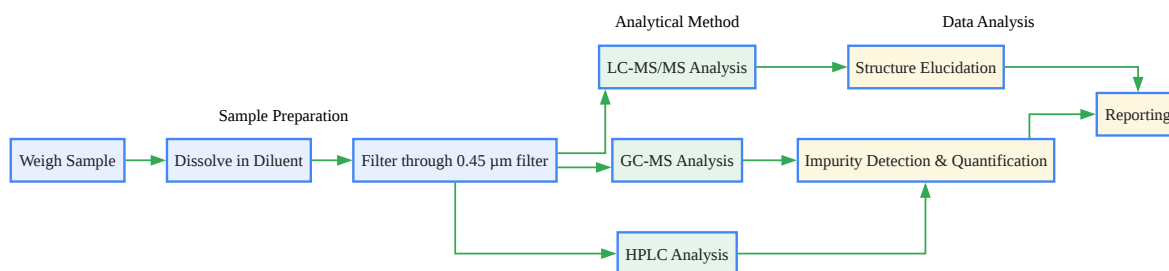 Analytical Method
Data Analysis
LC-MS/MS Analysis
Structure Elucidation
Sample Preparation
Reporting
Weigh Sample
Dissolve in Diluent
Filter through 0.45 µm filter
GC-MS Analysis
Impurity Detection & Quantification
HPLC Analysis